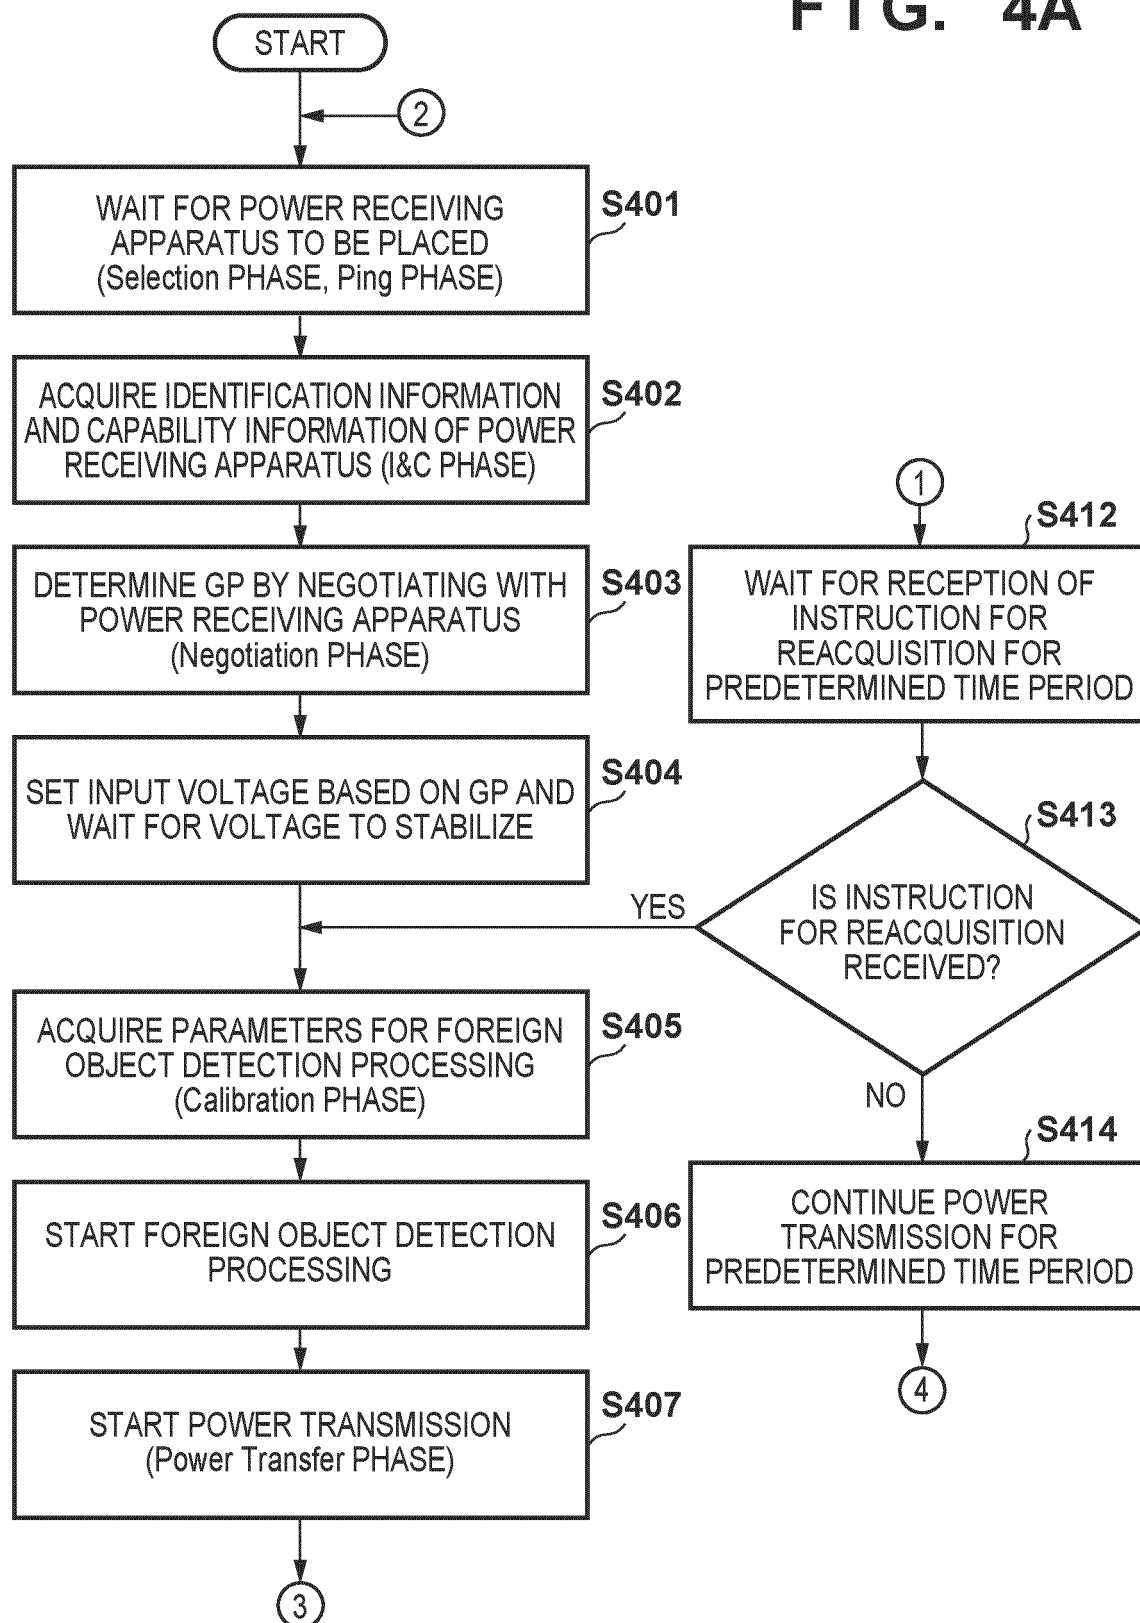 FIG. 4A
START
2
WAIT FOR POWER RECEIVING
APPARATUS TO BE PLACED
(Selection PHASE, Ping PHASE)
S401
ACQUIRE IDENTIFICATION INFORMATION
AND CAPABILITY INFORMATION OF POWER
RECEIVING APPARATUS (I&C PHASE)
S402
DETERMINE GP BY NEGOTIATING WITH
POWER RECEIVING APPARATUS
(Negotiation PHASE)
S403
SET INPUT VOLTAGE BASED ON GP AND
WAIT FOR VOLTAGE TO STABILIZE
S404
ACQUIRE PARAMETERS FOR FOREIGN
OBJECT DETECTION PROCESSING
(Calibration PHASE)
S405
START FOREIGN OBJECT DETECTION
PROCESSING
S406
START POWER TRANSMISSION
(Power Transfer PHASE)
S407
3
1
S412
WAIT FOR RECEPTION OF
INSTRUCTION FOR
REACQUISITION FOR
PREDETERMINED TIME PERIOD
S413
IS INSTRUCTION
FOR REACQUISITION
RECEIVED?
YES
NO
S414
CONTINUE POWER
TRANSMISSION FOR
PREDETERMINED TIME PERIOD
4